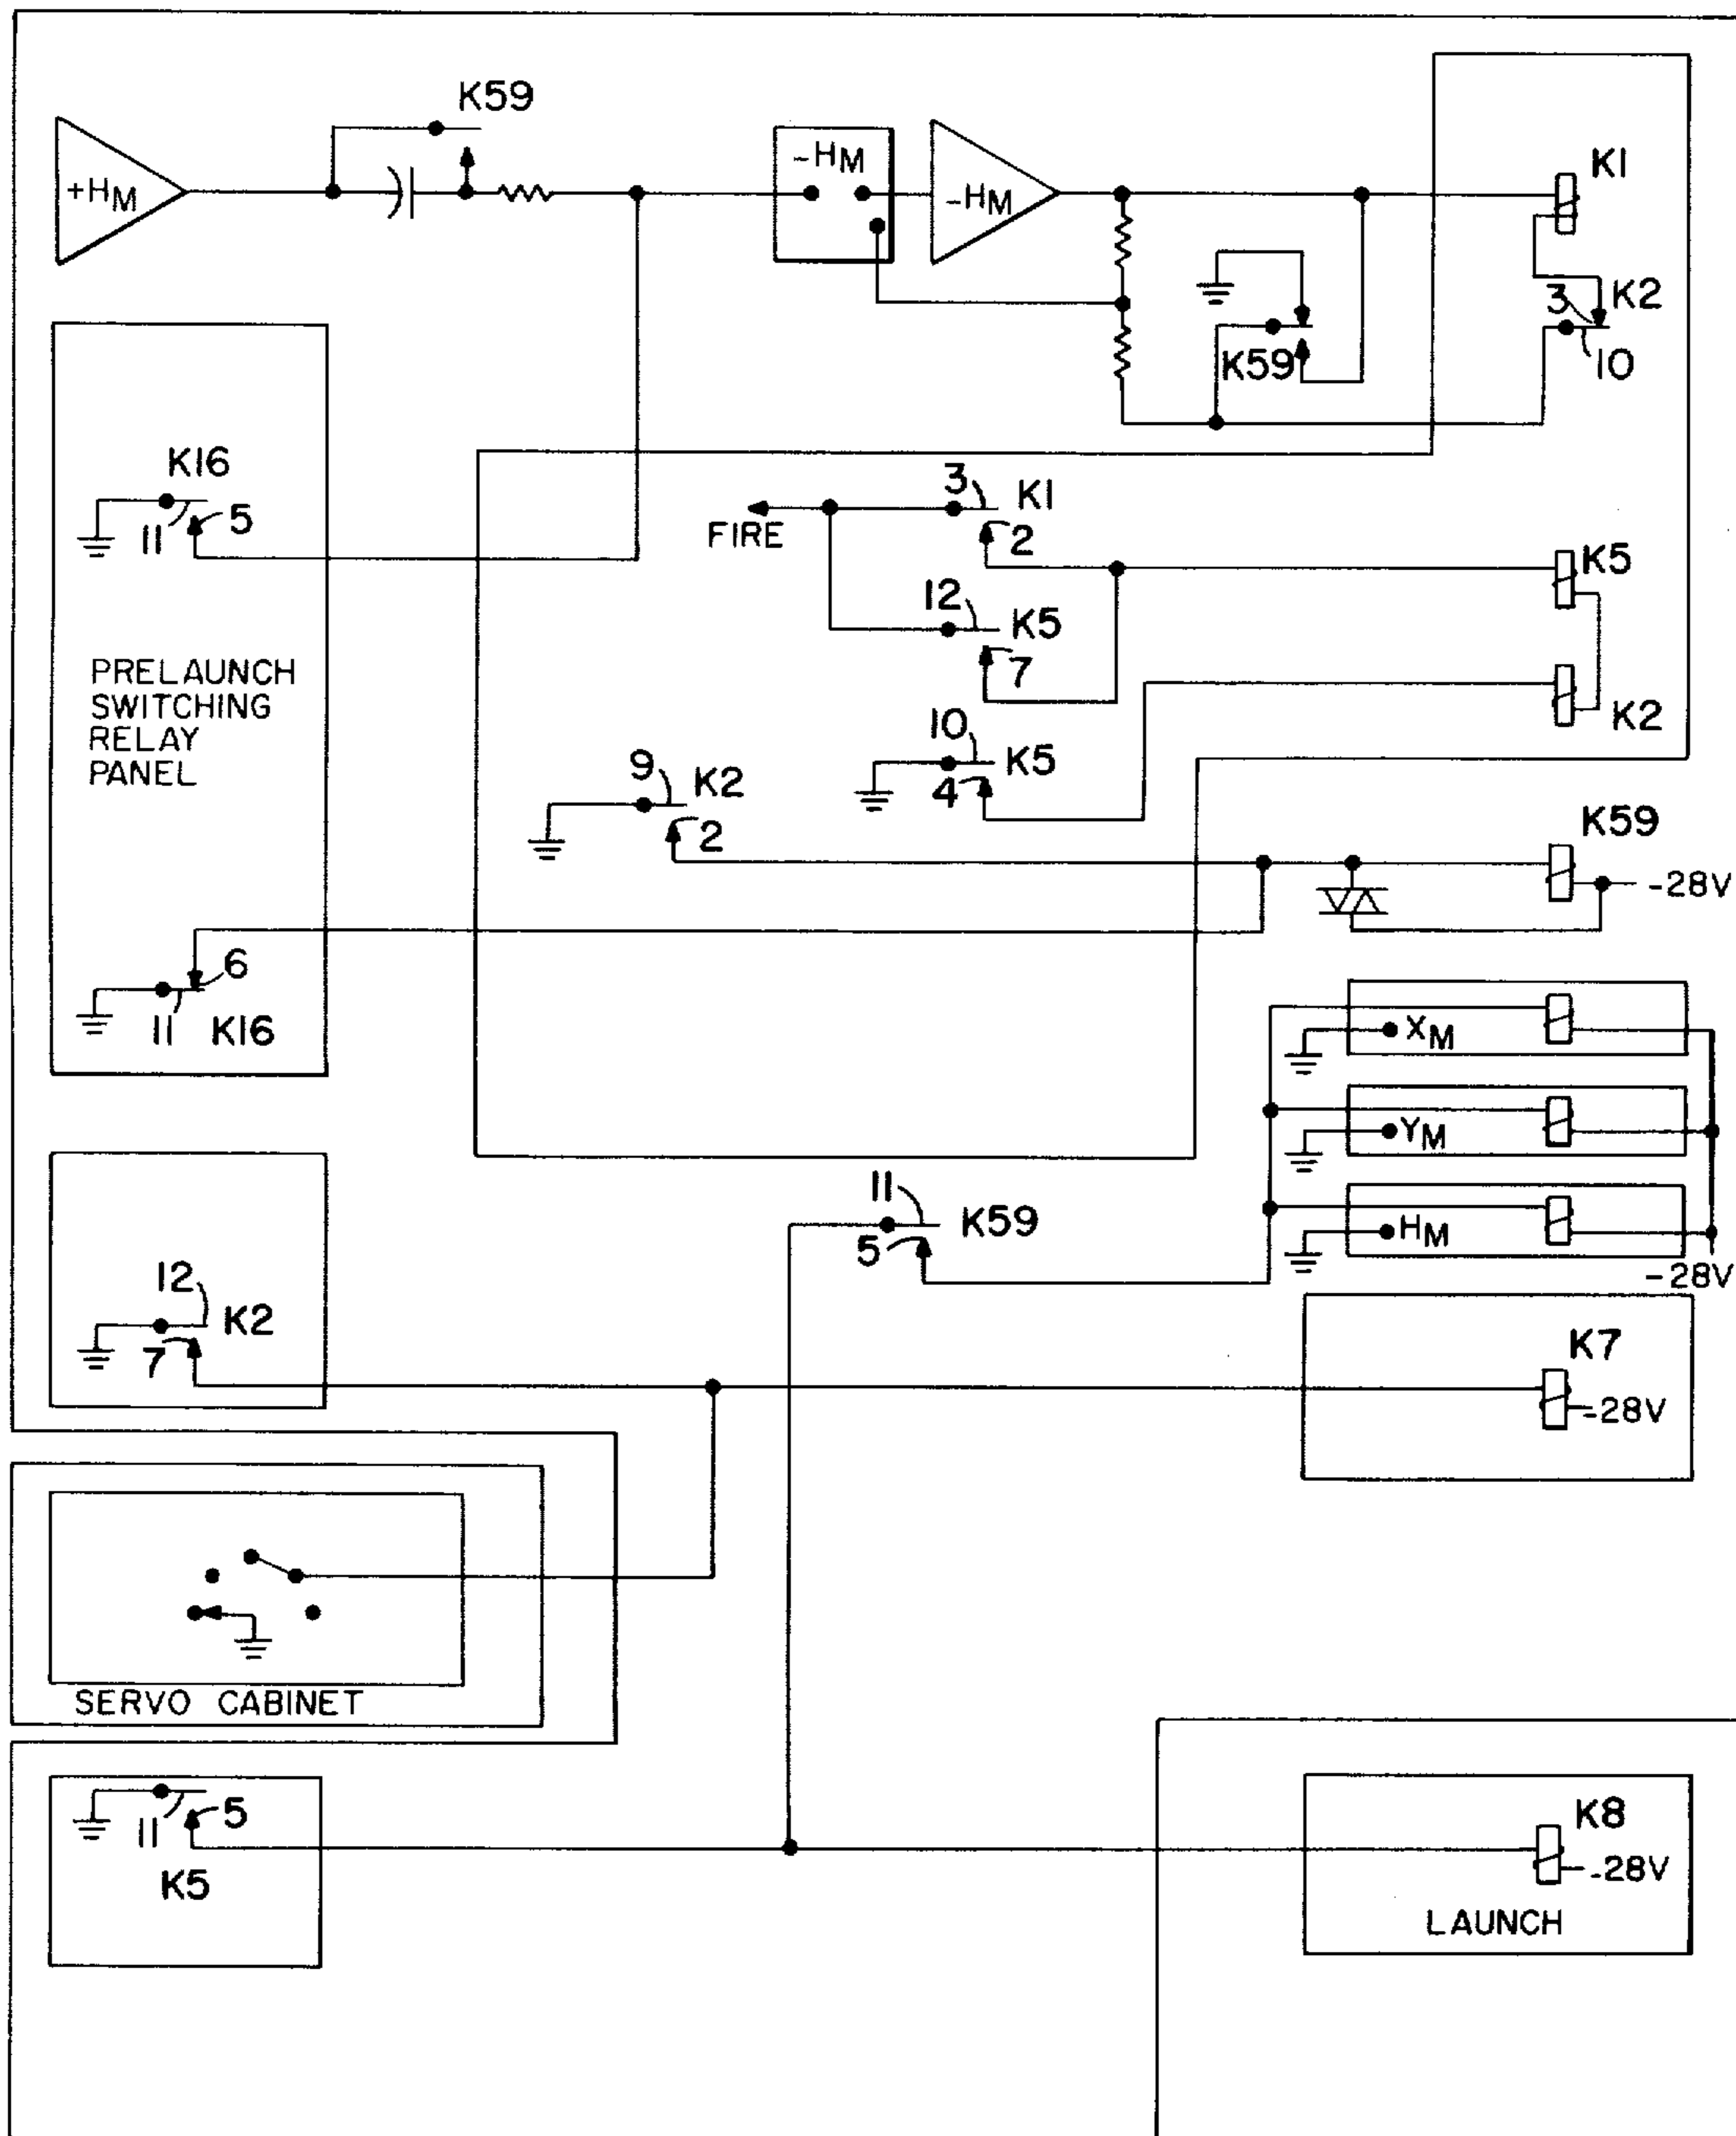 K59
+HM
-HM
-HM
K1
3 K2
10
K59
K16
5
11
3 K1
FIRE
2
K5
12 K5
7
PRELAUNCH
SWITCHING
RELAY
PANEL
K2
10 K5
4
9 K2
2
K59
-28V
6
11 K16
XM
YM
HM
-28V
11 K59
5
12 K2
7
K7
-28V
SERVO CABINET
5
11
K5
K8
-28V
LAUNCH